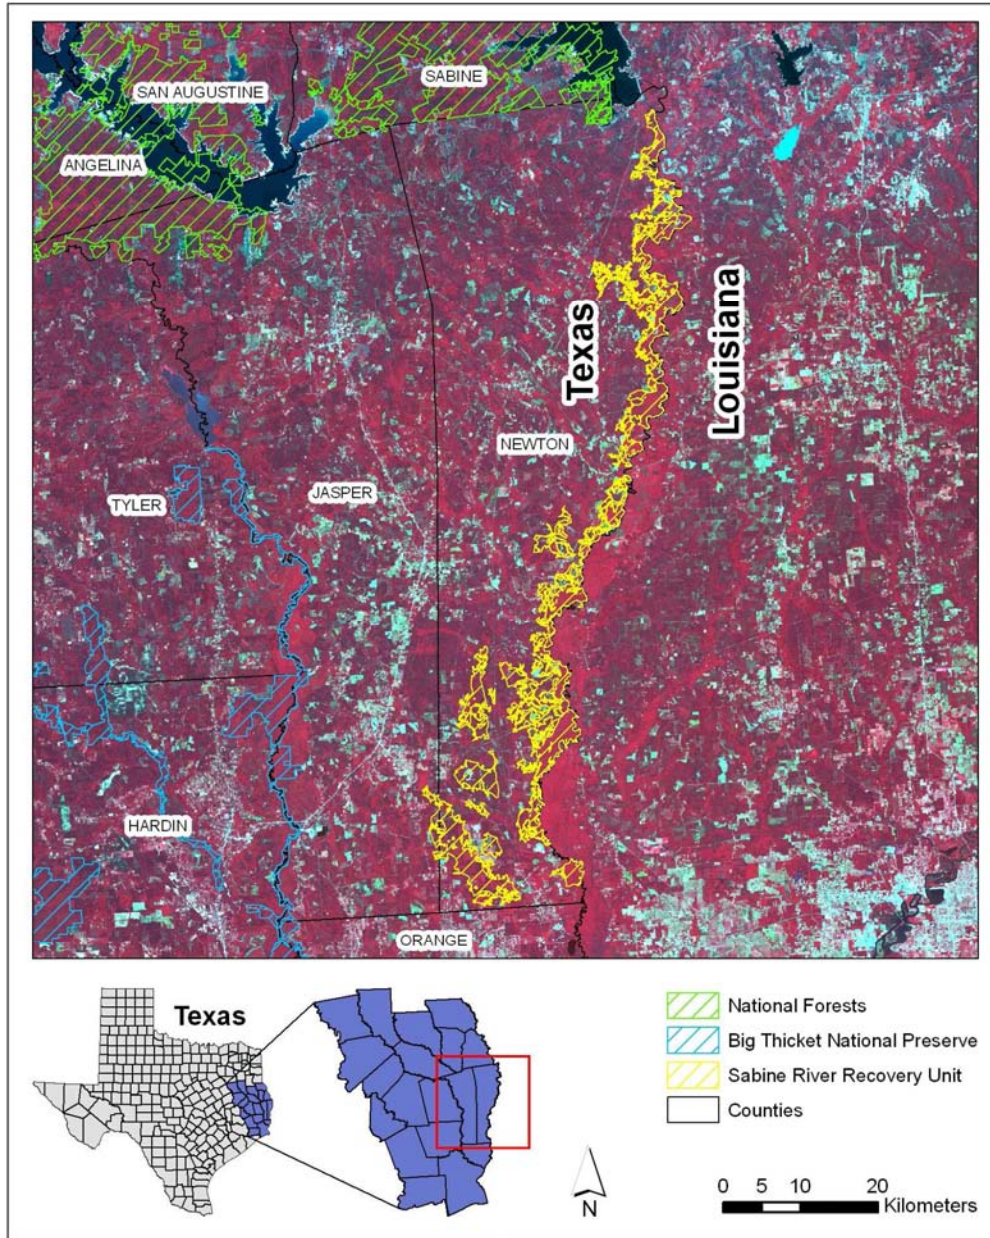 SABINE
SAN AUGUSTINE
ANGELINA
Texas
Louisiana
NEWTON
JASPER
TYLER
HARDIN
ORANGE
Texas
National Forests
Big Thicket National Preserve
Sabine River Recovery Unit
Counties
N
0 5 10 20
Kilometers